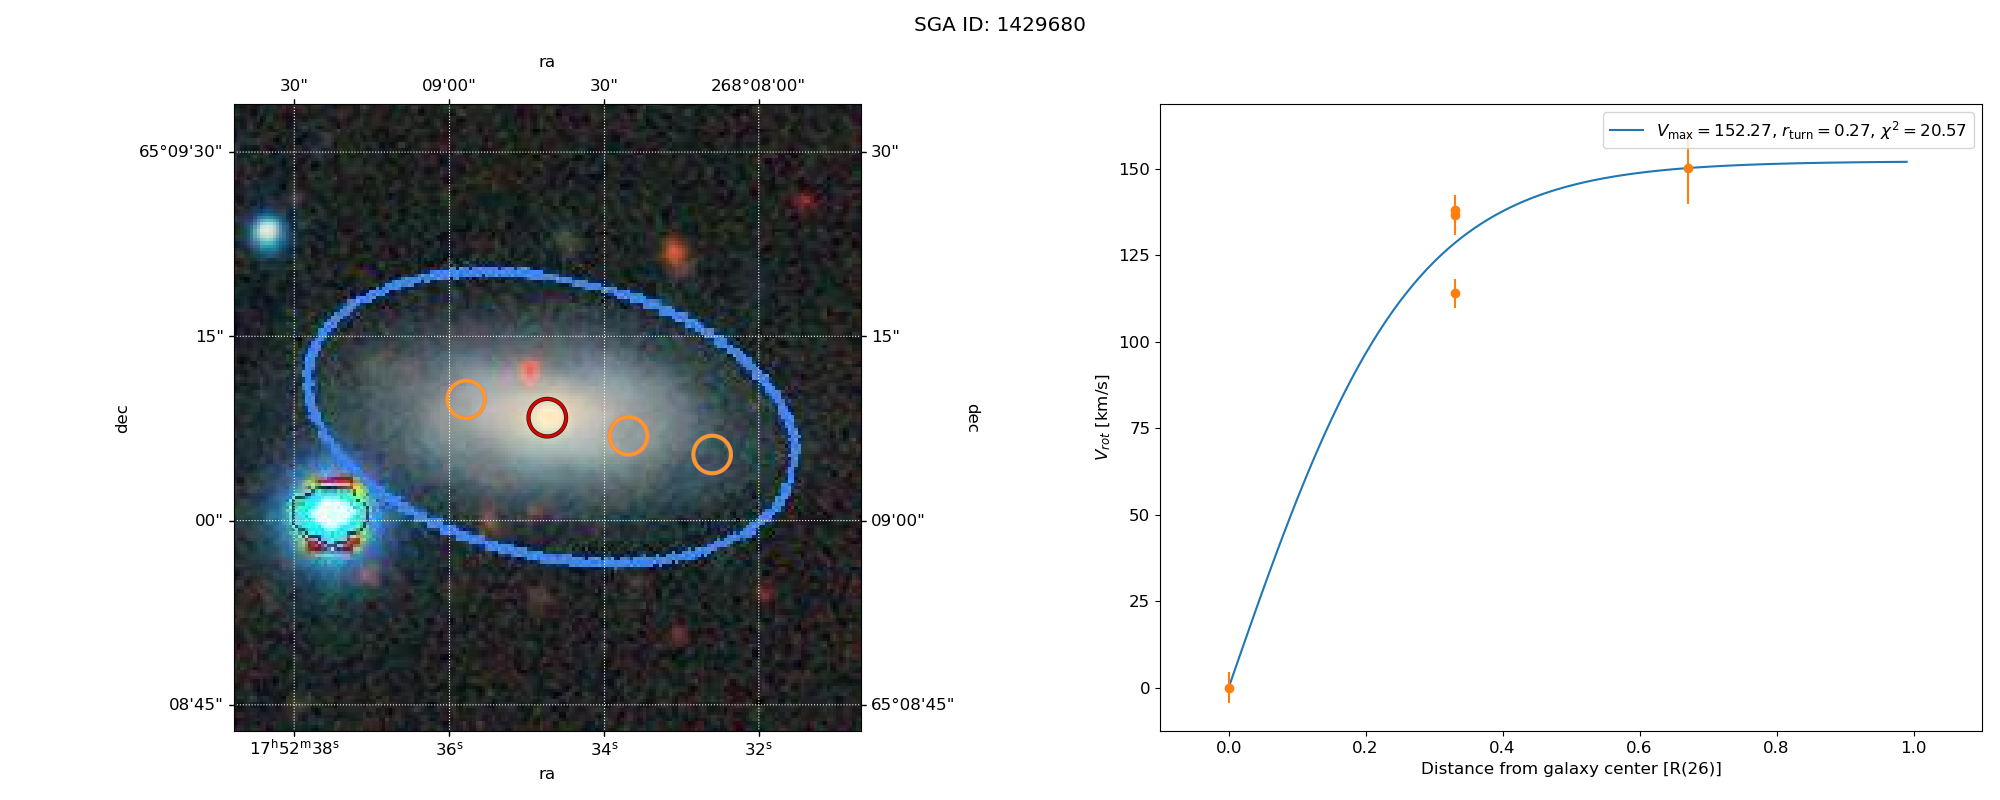 SGA ID: 1429680
ra
30" 09'00" 30" 268°08'00"
65°09'30" 30"
15" 15"
dec dec
00" 09'00"
08'45" 65°08'45"
17h52m38s 36s 34s 32s
ra
Vmax = 152.27, rturn = 0.27, χ² = 20.57
150
125
100
75
50
25
0
Vrot [km/s]
0.0 0.2 0.4 0.6 0.8 1.0
Distance from galaxy center [R(26)]